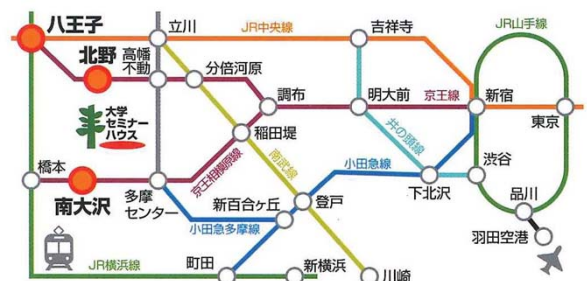 八王子
立川
JR中央線
吉祥寺
JR山手線
北野
高幡
不動
分倍河原
調布
明大前
京王線
新宿
東京
大学
セミナー
ハウス
稲田堤
井の頭線
橋本
南大沢
多摩
センター
京王相模原線
南武線
小田急線
下北沢
渋谷
新百合ヶ丘
登戸
品川
小田急多摩線
羽田空港
JR横浜線
町田
新横浜
川崎